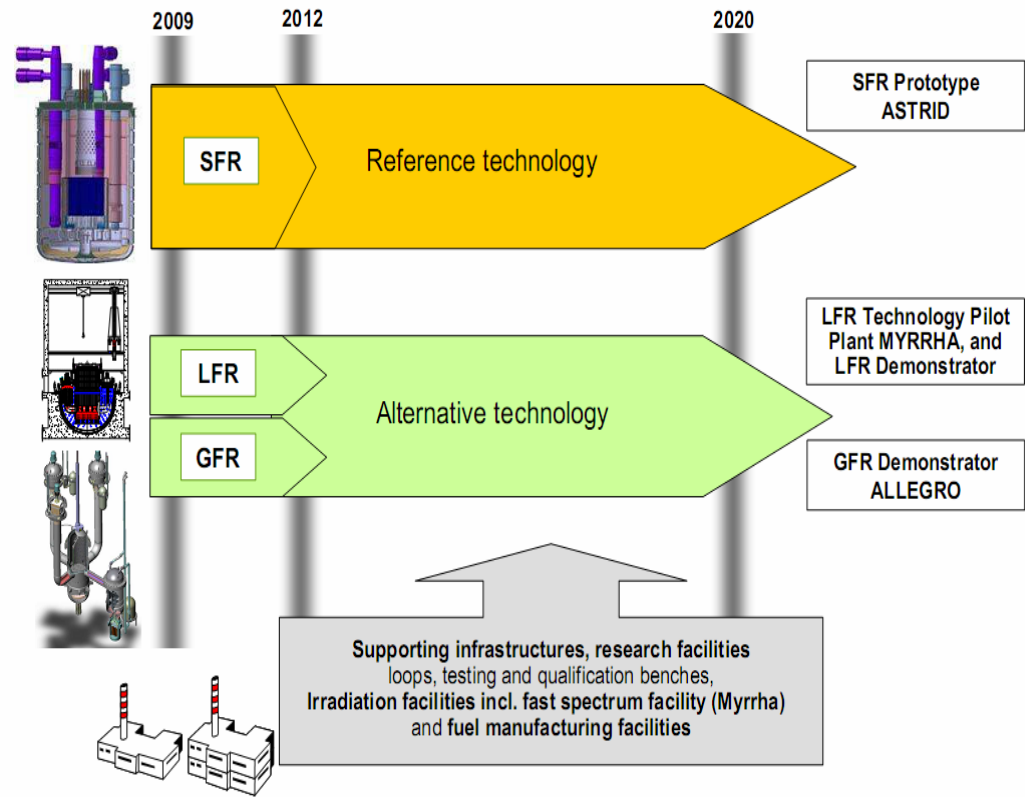 2009
2012
2020
SFR Prototype
ASTRID
SFR
Reference technology
LFR Technology Pilot
Plant MYRRHA, and
LFR Demonstrator
LFR
Alternative technology
GFR
GFR Demonstrator
ALLEGRO
Supporting infrastructures, research facilities
loops, testing and qualification benches,
Irradiation facilities incl. fast spectrum facility (Myrrha)
and fuel manufacturing facilities